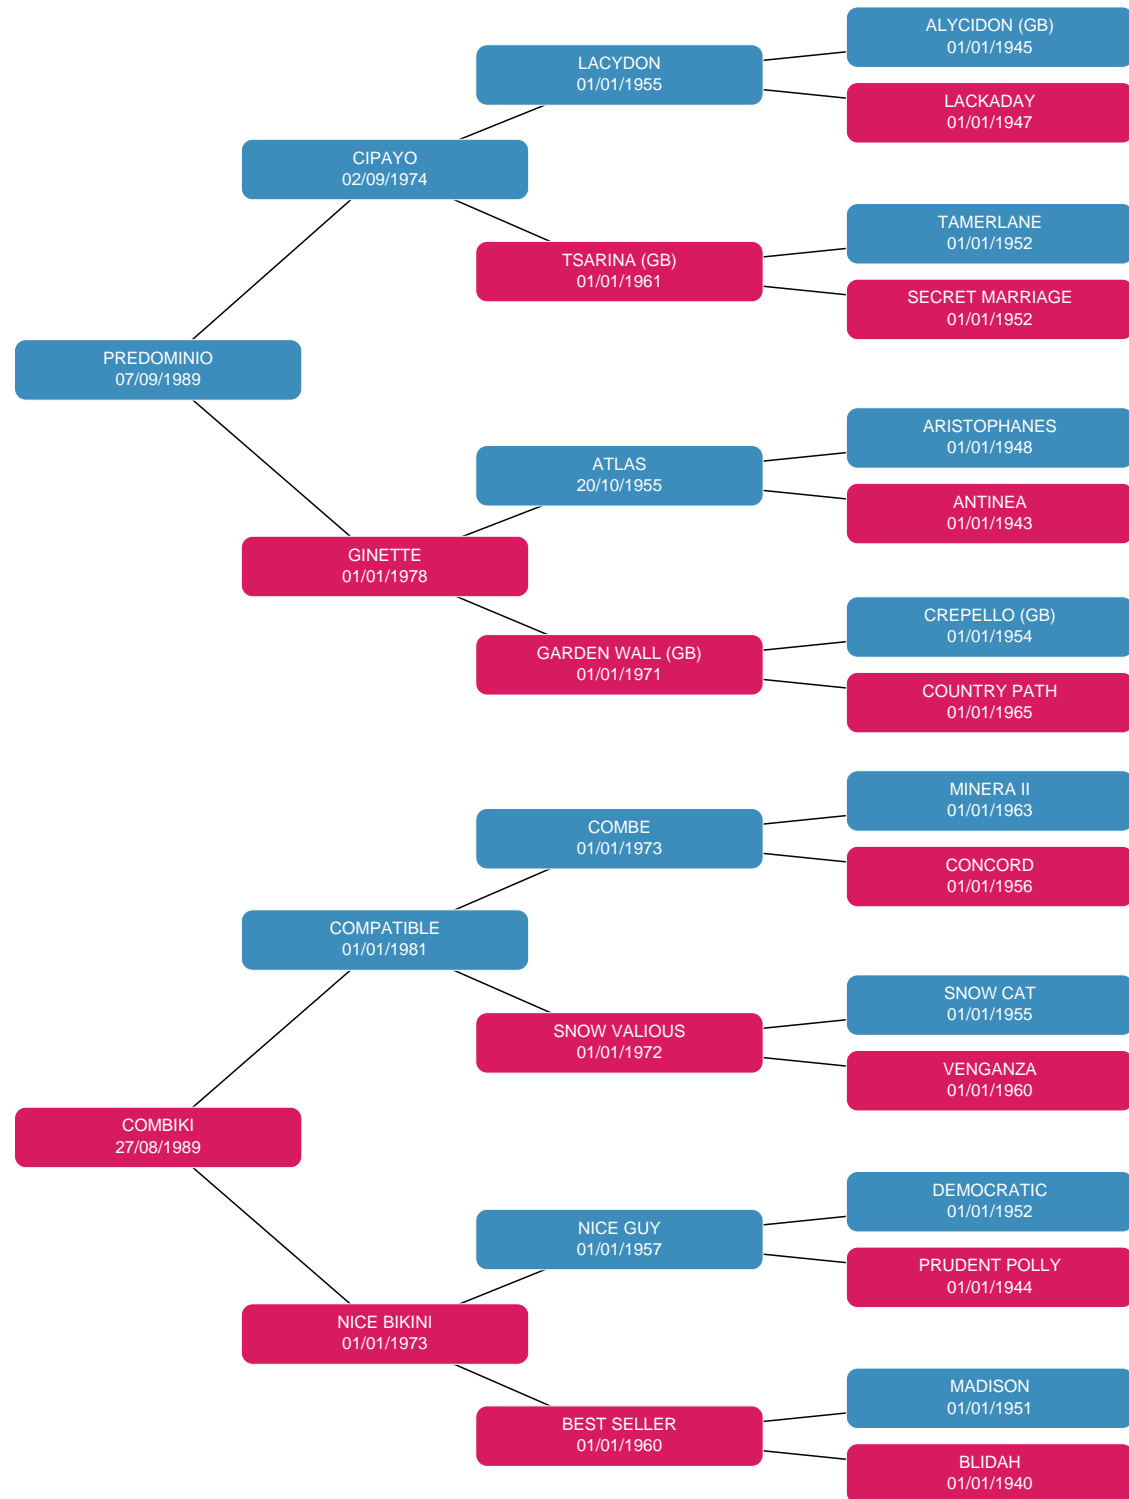 ALYCIDON (GB)
01/01/1945
LACYDON
01/01/1955
LACKADAY
01/01/1947
CIPAYO
02/09/1974
TAMERLANE
01/01/1952
TSARINA (GB)
01/01/1961
SECRET MARRIAGE
01/01/1952
PREDOMINIO
07/09/1989
ARISTOPHANES
01/01/1948
ATLAS
20/10/1955
ANTINEA
01/01/1943
GINETTE
01/01/1978
CREPELLO (GB)
01/01/1954
GARDEN WALL (GB)
01/01/1971
COUNTRY PATH
01/01/1965
MINERA II
01/01/1963
COMBE
01/01/1973
CONCORD
01/01/1956
COMPATIBLE
01/01/1981
SNOW CAT
01/01/1955
SNOW VALIOUS
01/01/1972
VENGANZA
01/01/1960
COMBIKI
27/08/1989
DEMOCRATIC
01/01/1952
NICE GUY
01/01/1957
PRUDENT POLLY
01/01/1944
NICE BIKINI
01/01/1973
MADISON
01/01/1951
BEST SELLER
01/01/1960
BLIDAH
01/01/1940